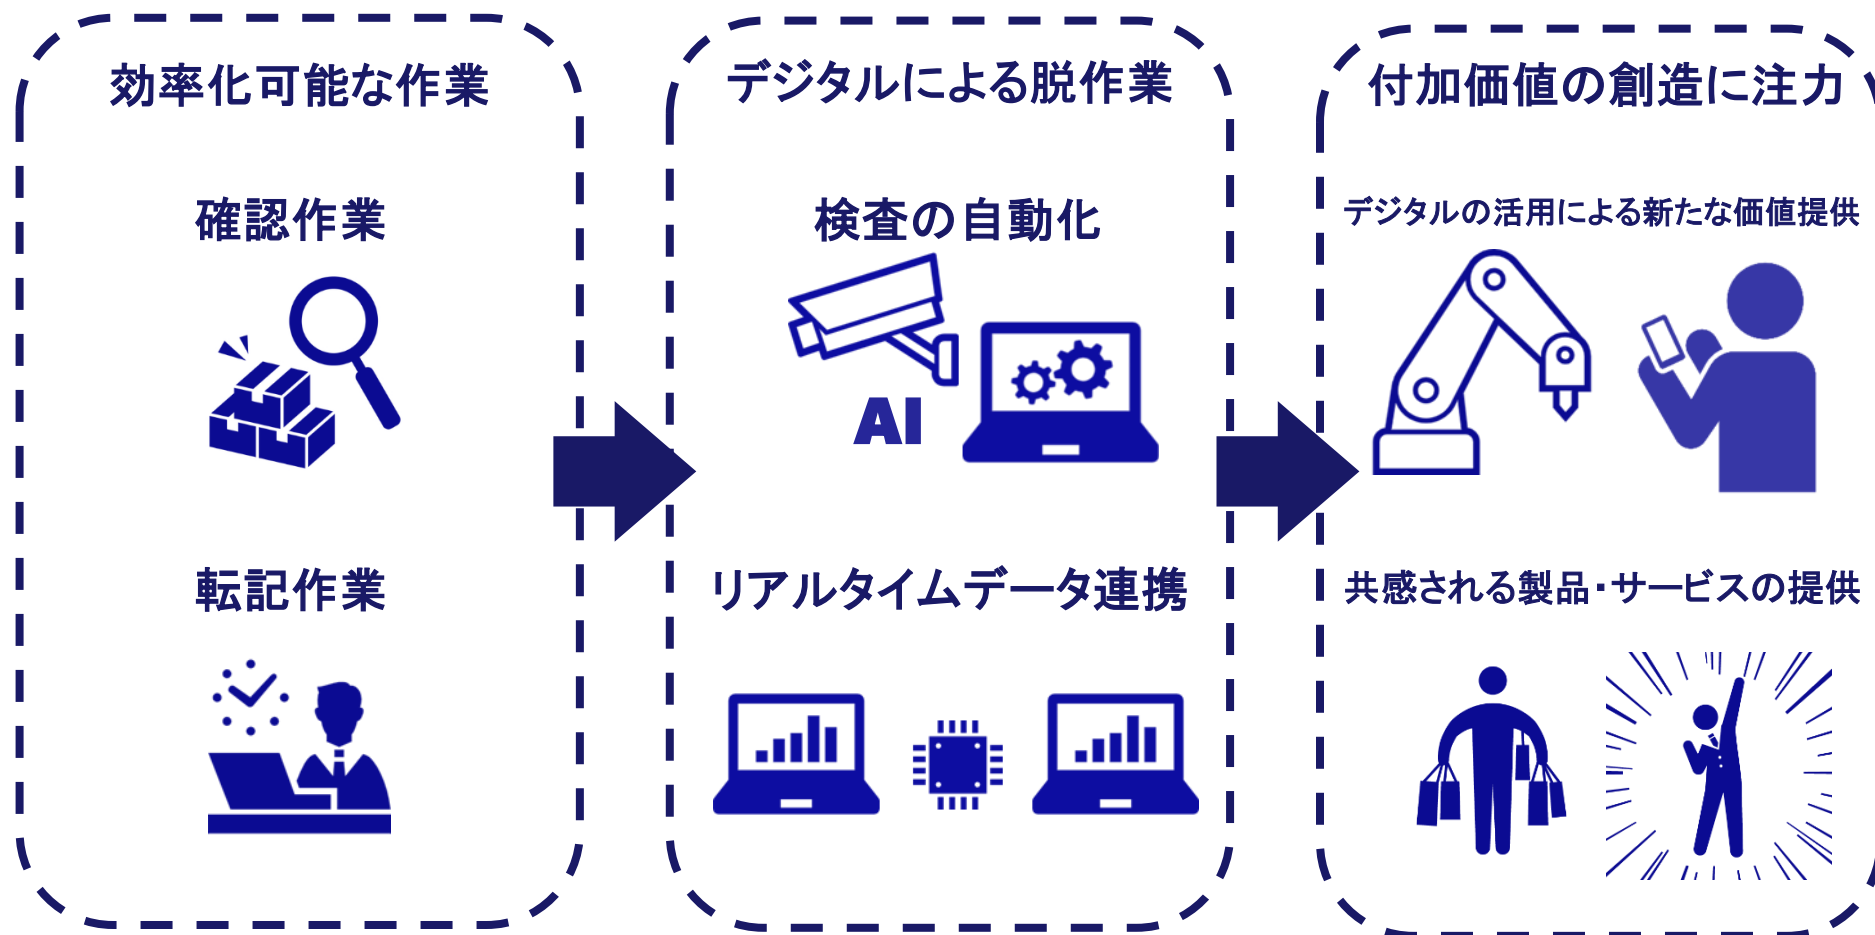 効率化可能な作業
確認作業
転記作業
デジタルによる脱作業
検査の自動化
AI
リアルタイムデータ連携
付加価値の創造に注力
デジタルの活用による新たな価値提供
共感される製品・サービスの提供